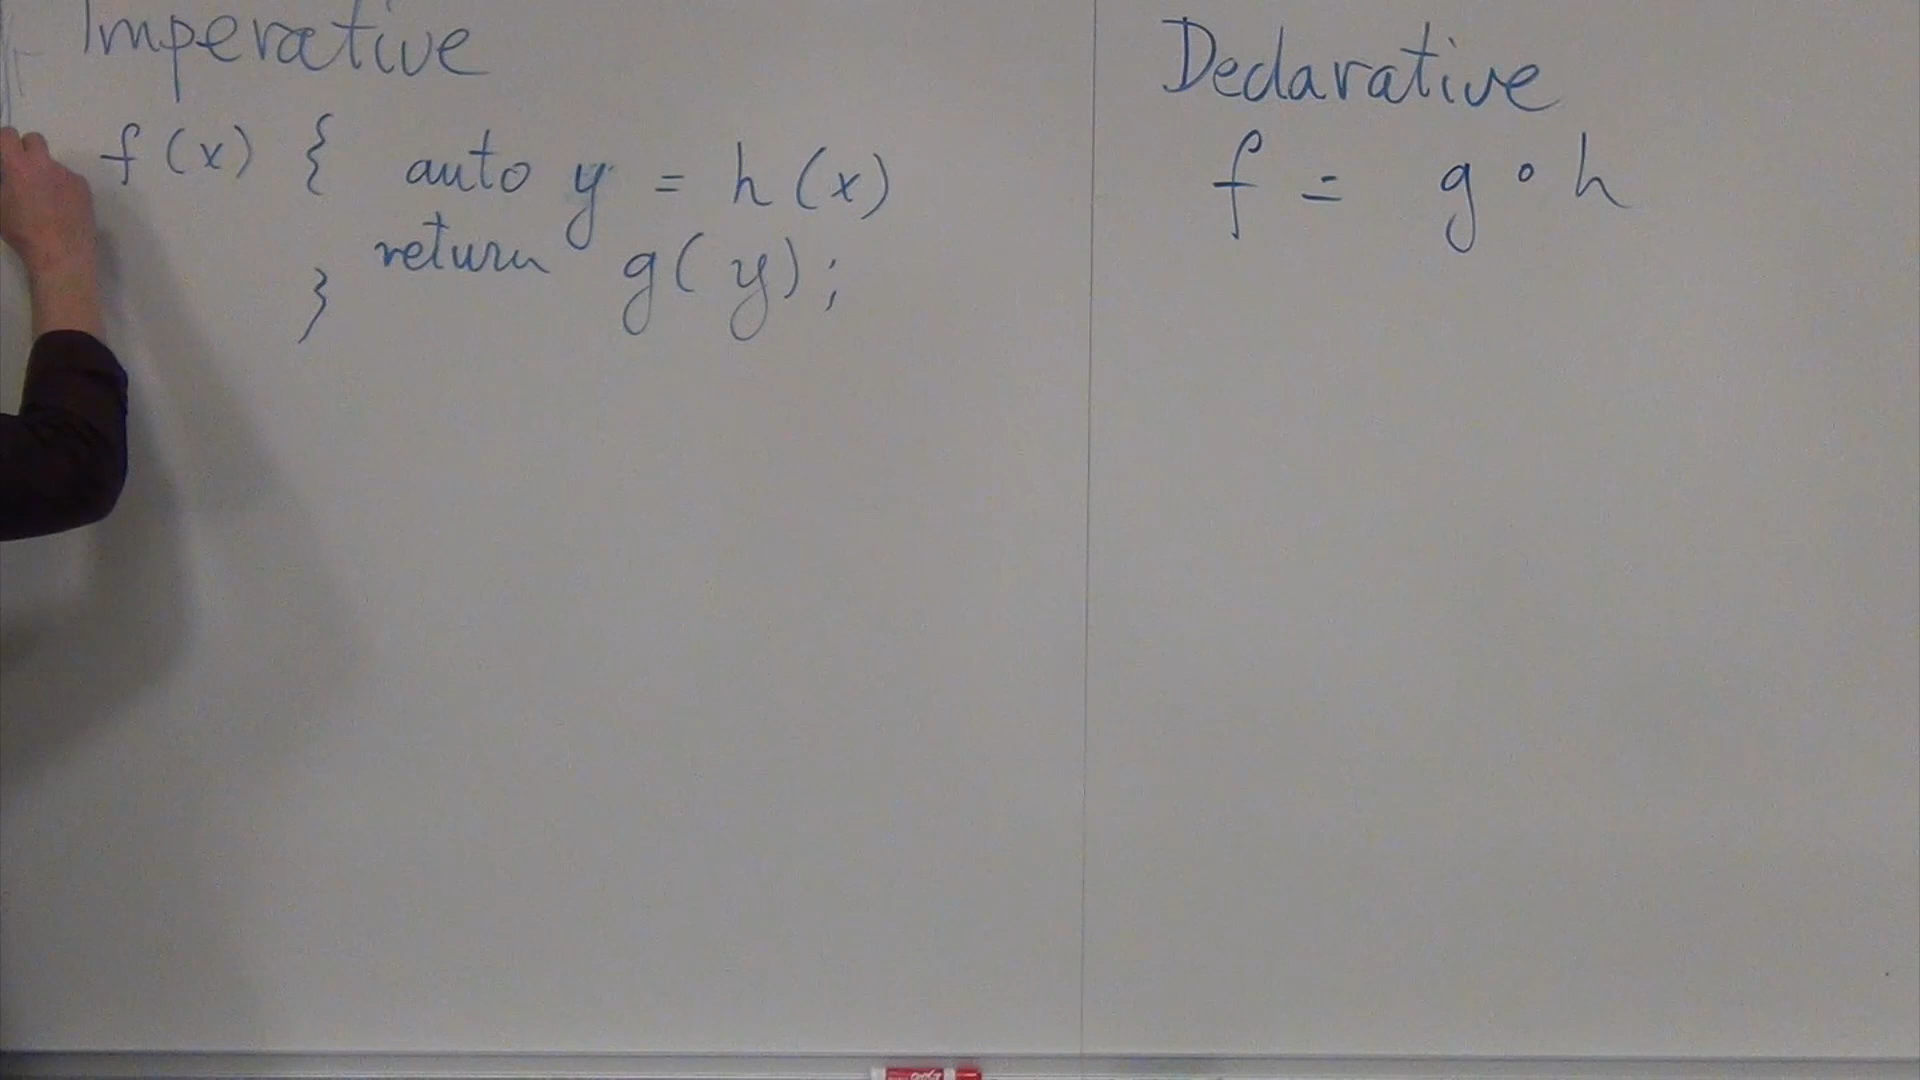 Imperative
f(x) { auto y = h(x)
return g(y);
}
Declarative
f = g ∘ h